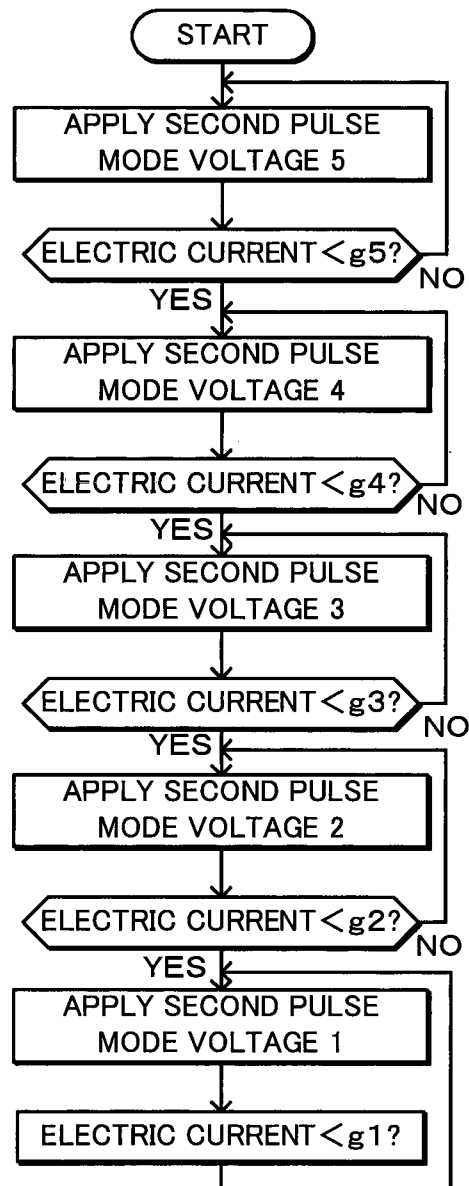 START
APPLY SECOND PULSE
MODE VOLTAGE 5
ELECTRIC CURRENT<g5?
NO
YES
APPLY SECOND PULSE
MODE VOLTAGE 4
ELECTRIC CURRENT<g4?
NO
YES
APPLY SECOND PULSE
MODE VOLTAGE 3
ELECTRIC CURRENT<g3?
NO
YES
APPLY SECOND PULSE
MODE VOLTAGE 2
ELECTRIC CURRENT<g2?
NO
YES
APPLY SECOND PULSE
MODE VOLTAGE 1
ELECTRIC CURRENT<g1?